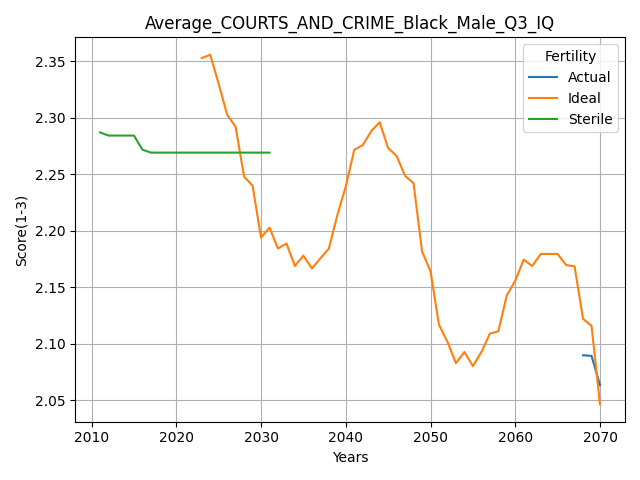 Average_COURTS_AND_CRIME_Black_Male_Q3_IQ
Fertility
Actual
Ideal
Sterile
Score(1-3)
2.35
2.30
2.25
2.20
2.15
2.10
2.05
2010 2020 2030 2040 2050 2060 2070
Years